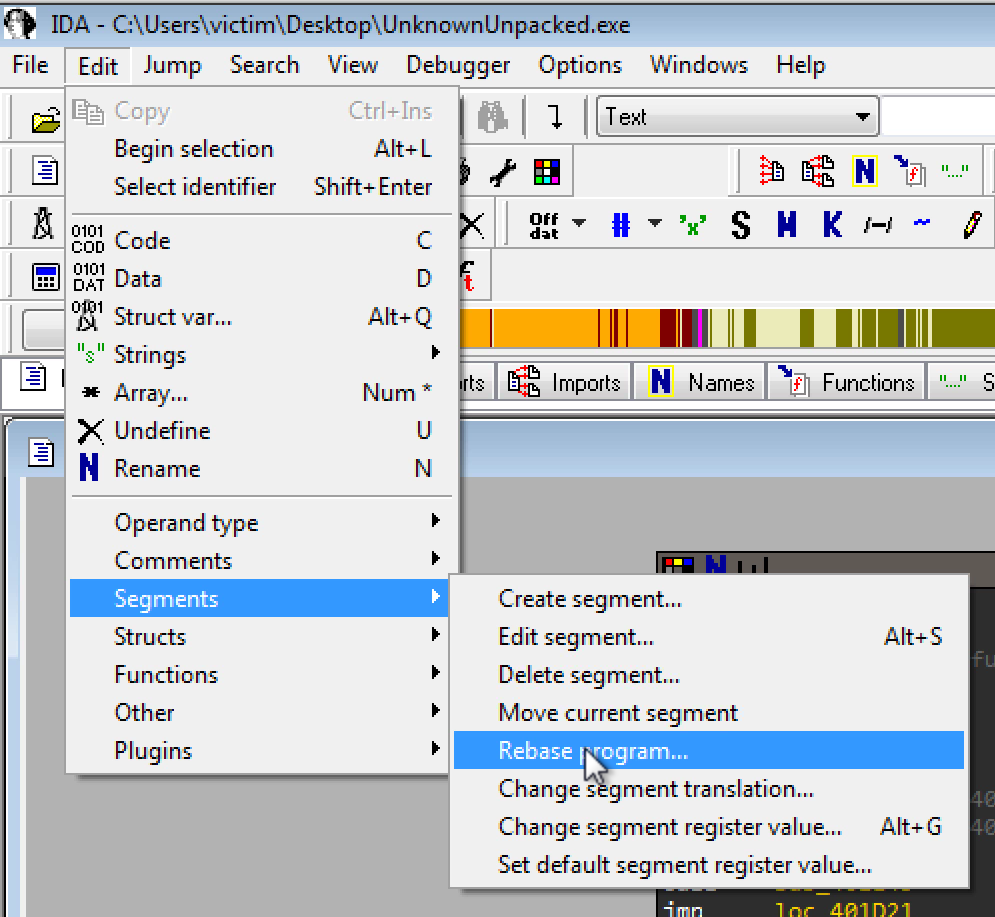 IDA - C:\Users\victim\Desktop\UnknownUnpacked.exe
File Edit Jump Search View Debugger Options Windows Help
Copy Ctrl+Ins
Text
Begin selection Alt+L
Select identifier Shift+Enter
N f "..."
Off dat # 'x' S M K
0101 COD Code C
0101 DAT Data D
0101 Struct var... Alt+Q
"s" Strings
Array... Num *
Imports N Names f Functions "..." S
Undefine U
N Rename N
Operand type
Comments
Segments
Structs
Functions
Other
Plugins
N
Create segment...
Edit segment... Alt+S
Delete segment...
Move current segment
Rebase program...
Change segment translation...
Change segment register value... Alt+G
Set default segment register value...
fu
40
40
jmp loc_401D21